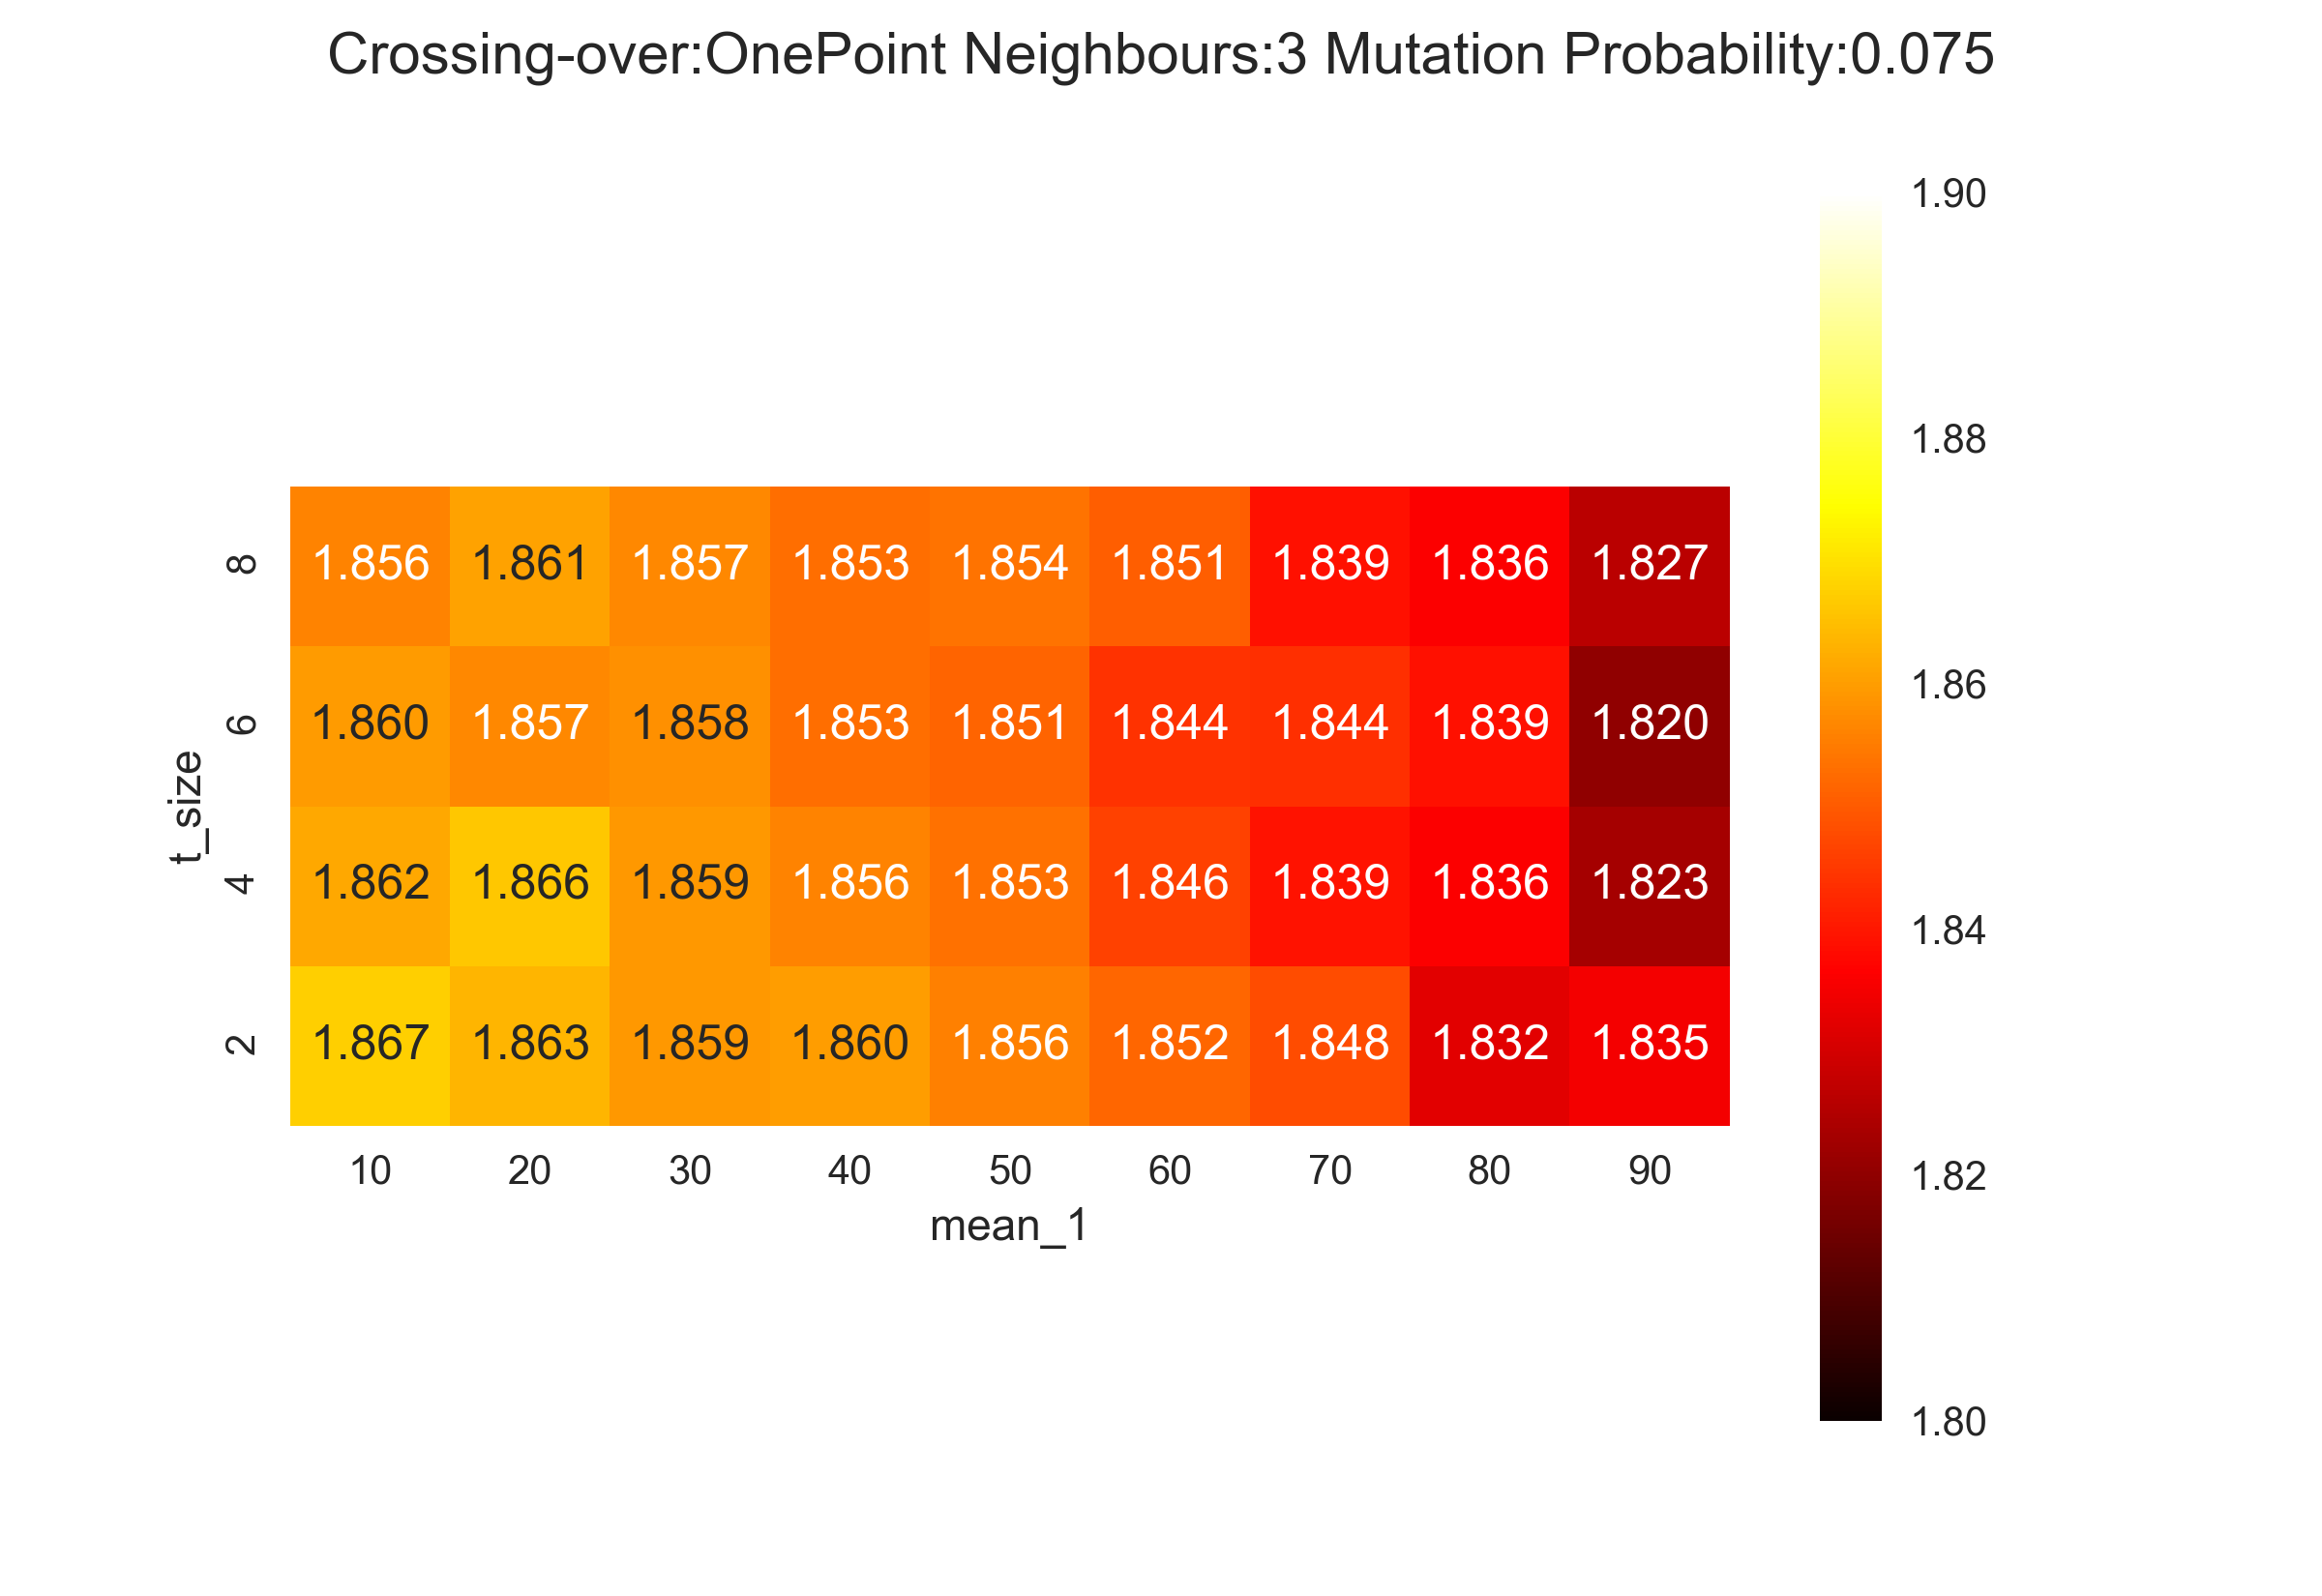 Crossing-over:OnePoint Neighbours:3 Mutation Probability:0.075
1.90
1.88
1.86
1.84
1.82
1.80
t_size
8 1.856 1.861 1.857 1.853 1.854 1.851 1.839 1.836 1.827
6 1.860 1.857 1.858 1.853 1.851 1.844 1.844 1.839 1.820
4 1.862 1.866 1.859 1.856 1.853 1.846 1.839 1.836 1.823
2 1.867 1.863 1.859 1.860 1.856 1.852 1.848 1.832 1.835
10 20 30 40 50 60 70 80 90
mean_1